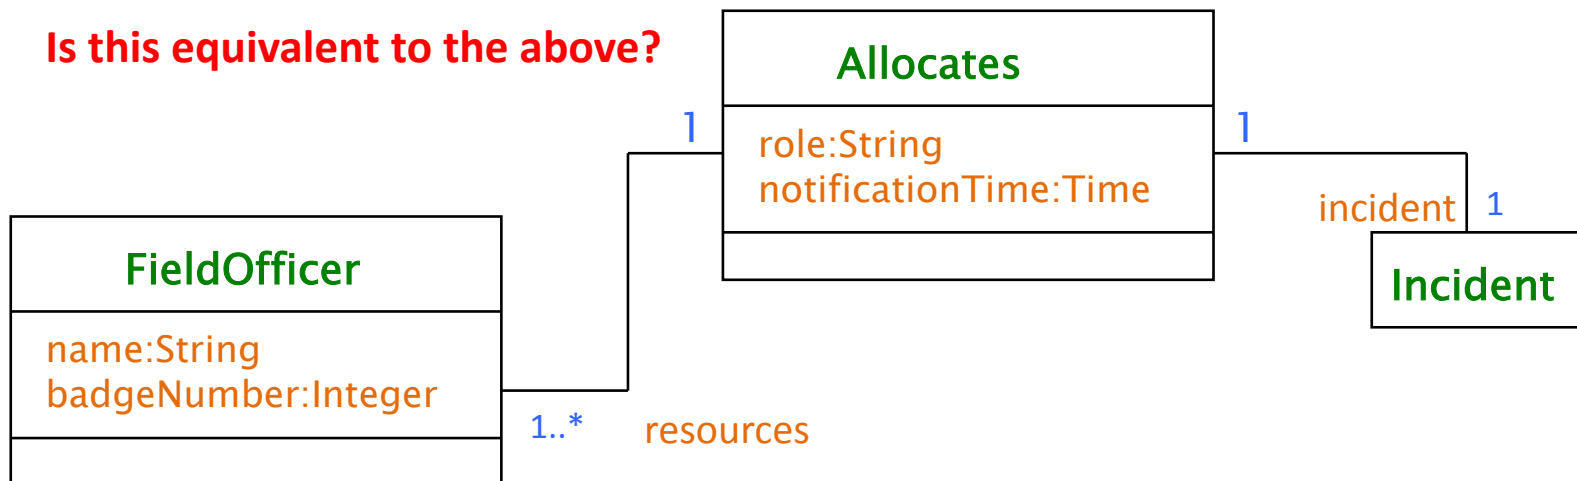 Is this equivalent to the above?
Allocates
role:String
notificationTime:Time
1
1
incident
1
Incident
FieldOfficer
name:String
badgeNumber:Integer
1..*
resources